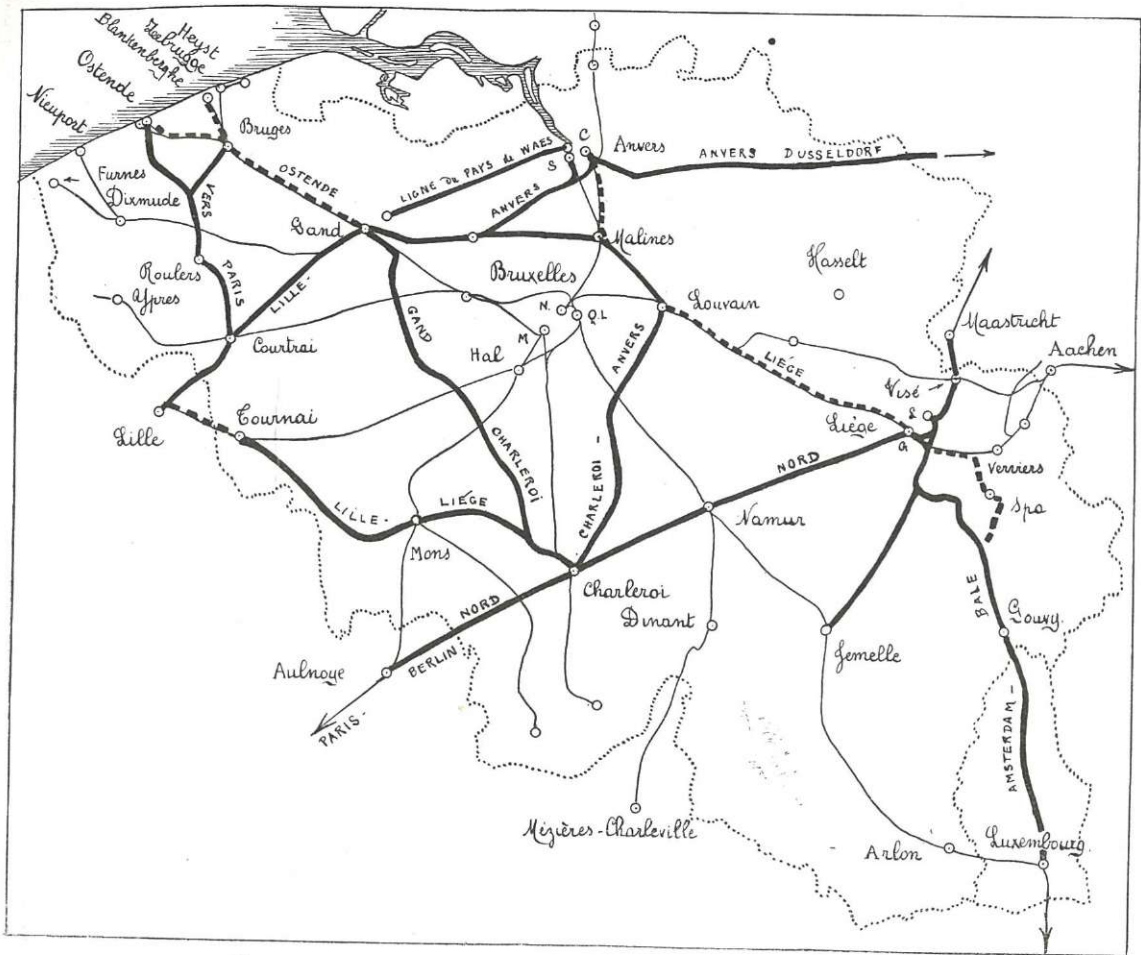 Heyst
Zeebrugge
Blankenberghe
Ostende
Nieuport
Bruges
C
Anvers
ANVERS DUSSELDORF
S
LIGNE du PAYS de WAES
ANVERS
OSTENDE
Furnes
Dixmude
VERS
PARIS
Gand
Malines
Hasselt
Roulers
Ypres
LILLE
Bruxelles
N.
Q.L
M
Louvain
Maastricht
Aachen
Courtrai
Hal
GAND
CHARLEROI
ANVERS
CHARLEROI -
LIÉGE
Visé
Lille
Tournai
L
Liége
G
Verviers
Spa
NORD
LILLE -
LIÉGE
Mons
Namur
Charleroi
Dinant
BALE
Gouvy.
Jemelle
NORD
BERLIN
Aulnoye
PARIS.
AMSTERDAM -
Mézières-Charleville
Arlon
Luxembourg.